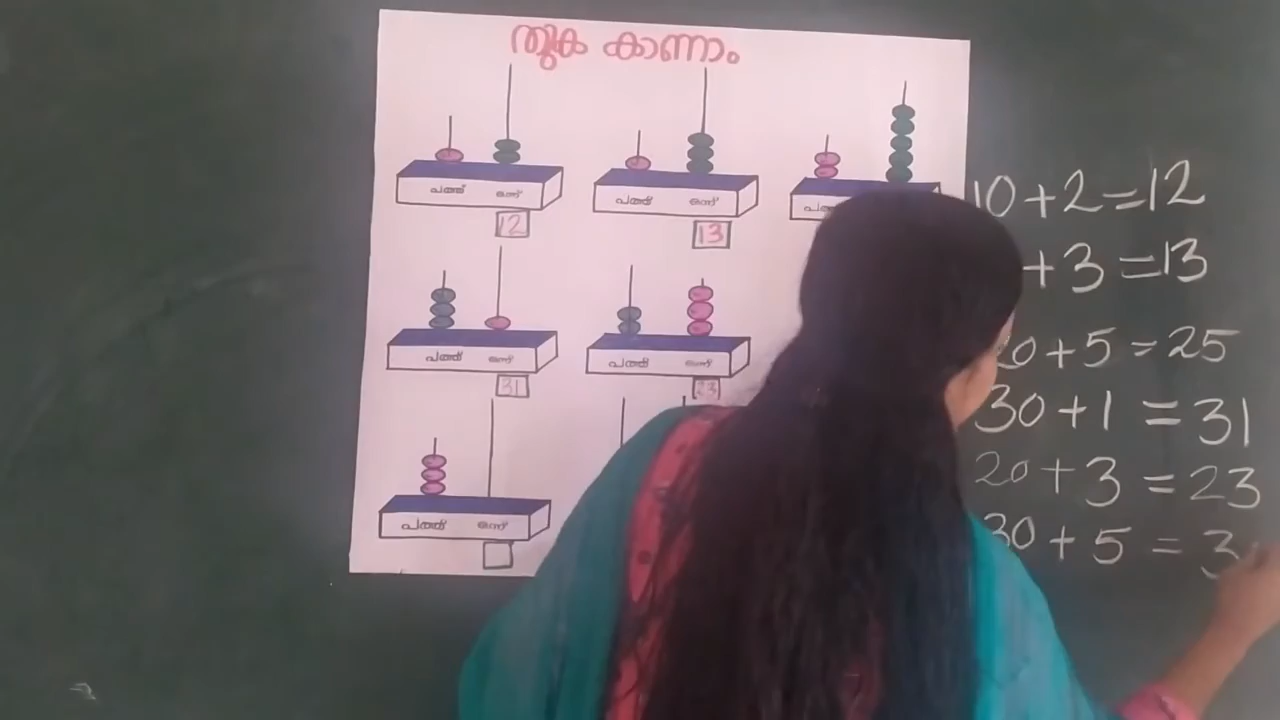 തുക കാണാം
പത്ത് ഒന്ന്
12
പത്ത് ഒന്ന്
13
പത്ത് ഒന്ന്
31
പത്ത് ഒന്ന്
23
പത്ത് ഒന്ന്
10+2=12
+3=13
20+5=25
30+1=31
20+3=23
30+5=3